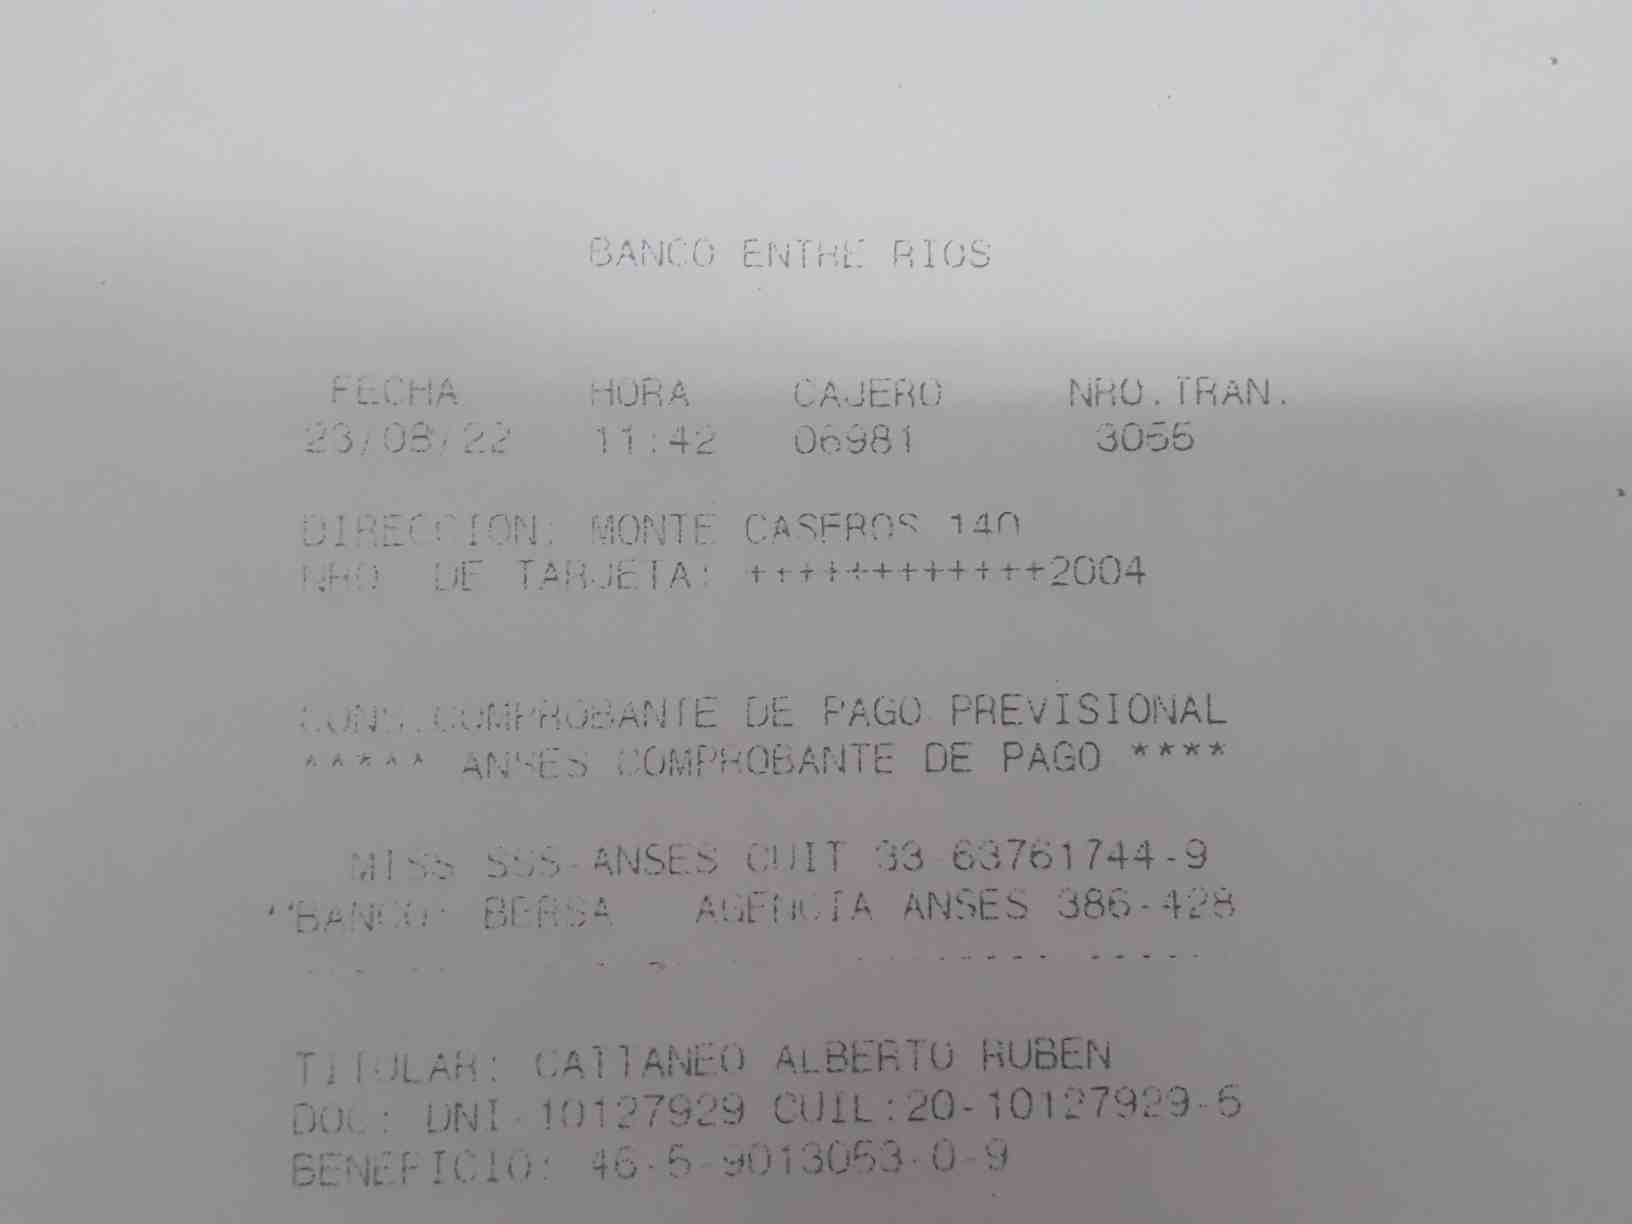 BANCO ENTRE RIOS
FECHA HORA CAJERO NRO.TRAN.
23/08/22 11:42 06981 3055
DIRECCION: MONTE CASEROS 140
NRO DE TARJETA: ++++++++++++2004
CONS.COMPROBANTE DE PAGO PREVISIONAL
***** ANSES COMPROBANTE DE PAGO ****
MTSS SSS-ANSES CUIT 33-63761744-9
BANCO: BERSA AGENCIA ANSES 386-428
TITULAR: CATTANEO ALBERTO RUBEN
DOC: DNI-10127929 CUIL:20-10127929-5
BENEFICIO: 46-5-9013053-0-9